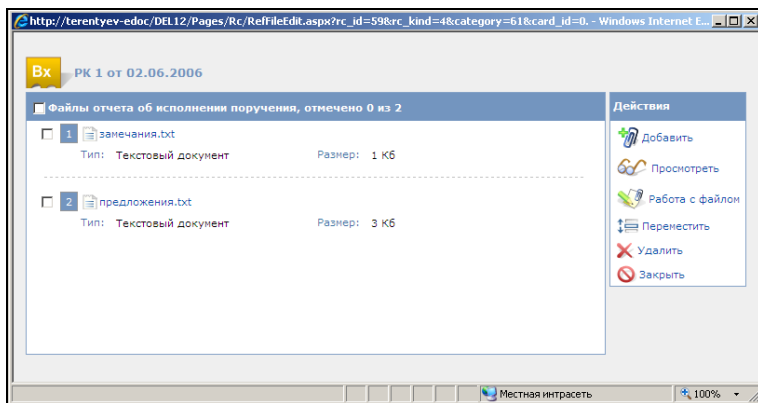 http://terentyev-edoc/DEL12/Pages/Rc/RefFileEdit.aspx?rc_id=59&rc_kind=4&category=61&card_id=0. - Windows Internet E...
Вх РК 1 от 02.06.2006
Файлы отчета об исполнении поручения, отмечено 0 из 2
1 замечания.txt
Тип: Текстовый документ Размер: 1 Кб
2 предложения.txt
Тип: Текстовый документ Размер: 3 Кб
Действия
Добавить
Просмотреть
Работа с файлом
Переместить
Удалить
Закрыть
Местная интрасеть 100%